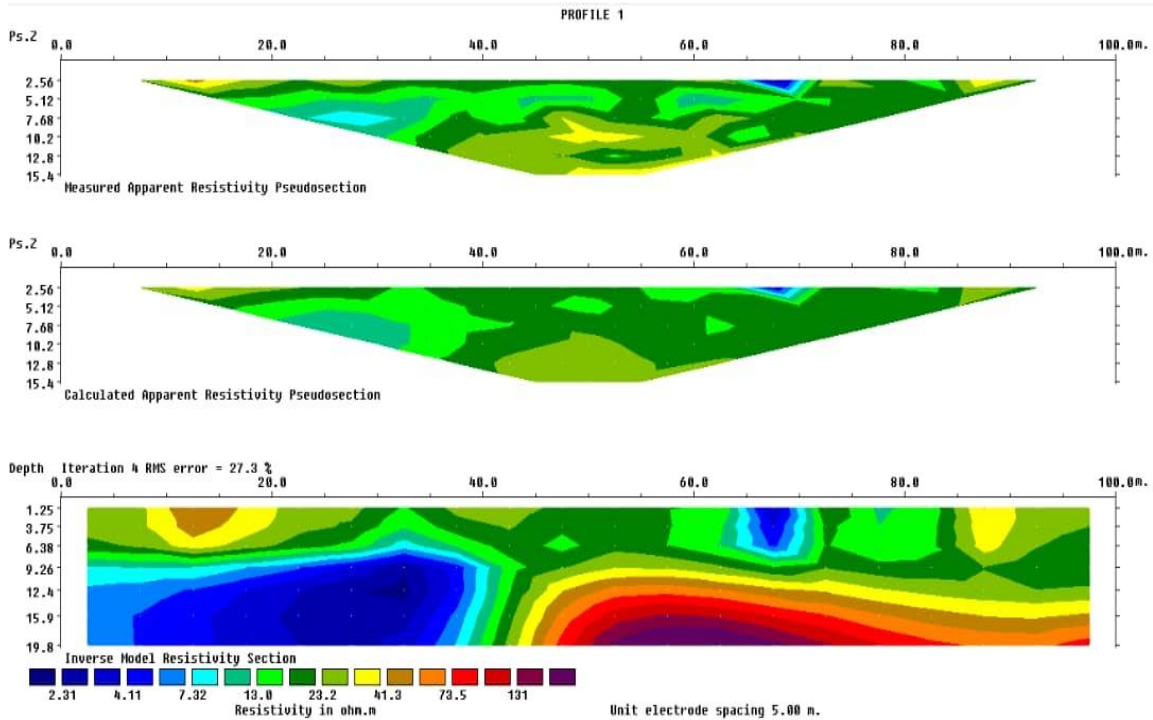 PROFILE 1
Ps.Z 0.0 20.0 40.0 60.0 80.0 100.0m.
2.56
5.12
7.68
10.2
12.8
15.4
Measured Apparent Resistivity Pseudosection
Ps.Z 0.0 20.0 40.0 60.0 80.0 100.0m.
2.56
5.12
7.68
10.2
12.8
15.4
Calculated Apparent Resistivity Pseudosection
Depth Iteration 4 RMS error = 27.3 %
0.0 20.0 40.0 60.0 80.0 100.0m.
1.25
3.75
6.38
9.26
12.4
15.9
19.8
Inverse Model Resistivity Section
2.31 4.11 7.32 13.0 23.2 41.3 73.5 131
Resistivity in ohm.m Unit electrode spacing 5.00 m.